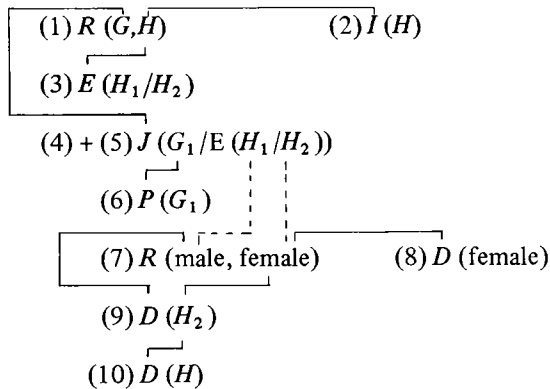 (1) R (G,H) (2) I (H)
(3) E (H₁/H₂)
(4) + (5) J (G₁/E (H₁/H₂))
(6) P (G₁)
(7) R (male, female) (8) D (female)
(9) D (H₂)
(10) D (H)